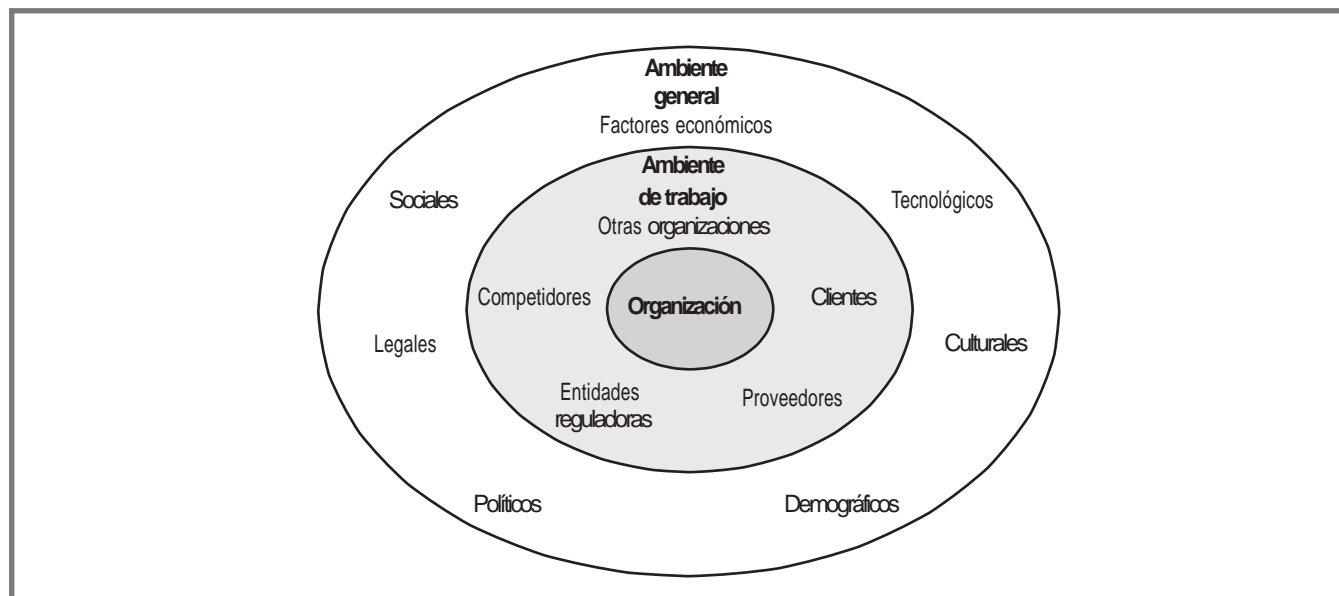 Ambiente
general
Factores económicos
Ambiente
de trabajo
Otras organizaciones
Sociales
Tecnológicos
Competidores
Organización
Clientes
Legales
Culturales
Entidades
reguladoras
Proveedores
Políticos
Demográficos